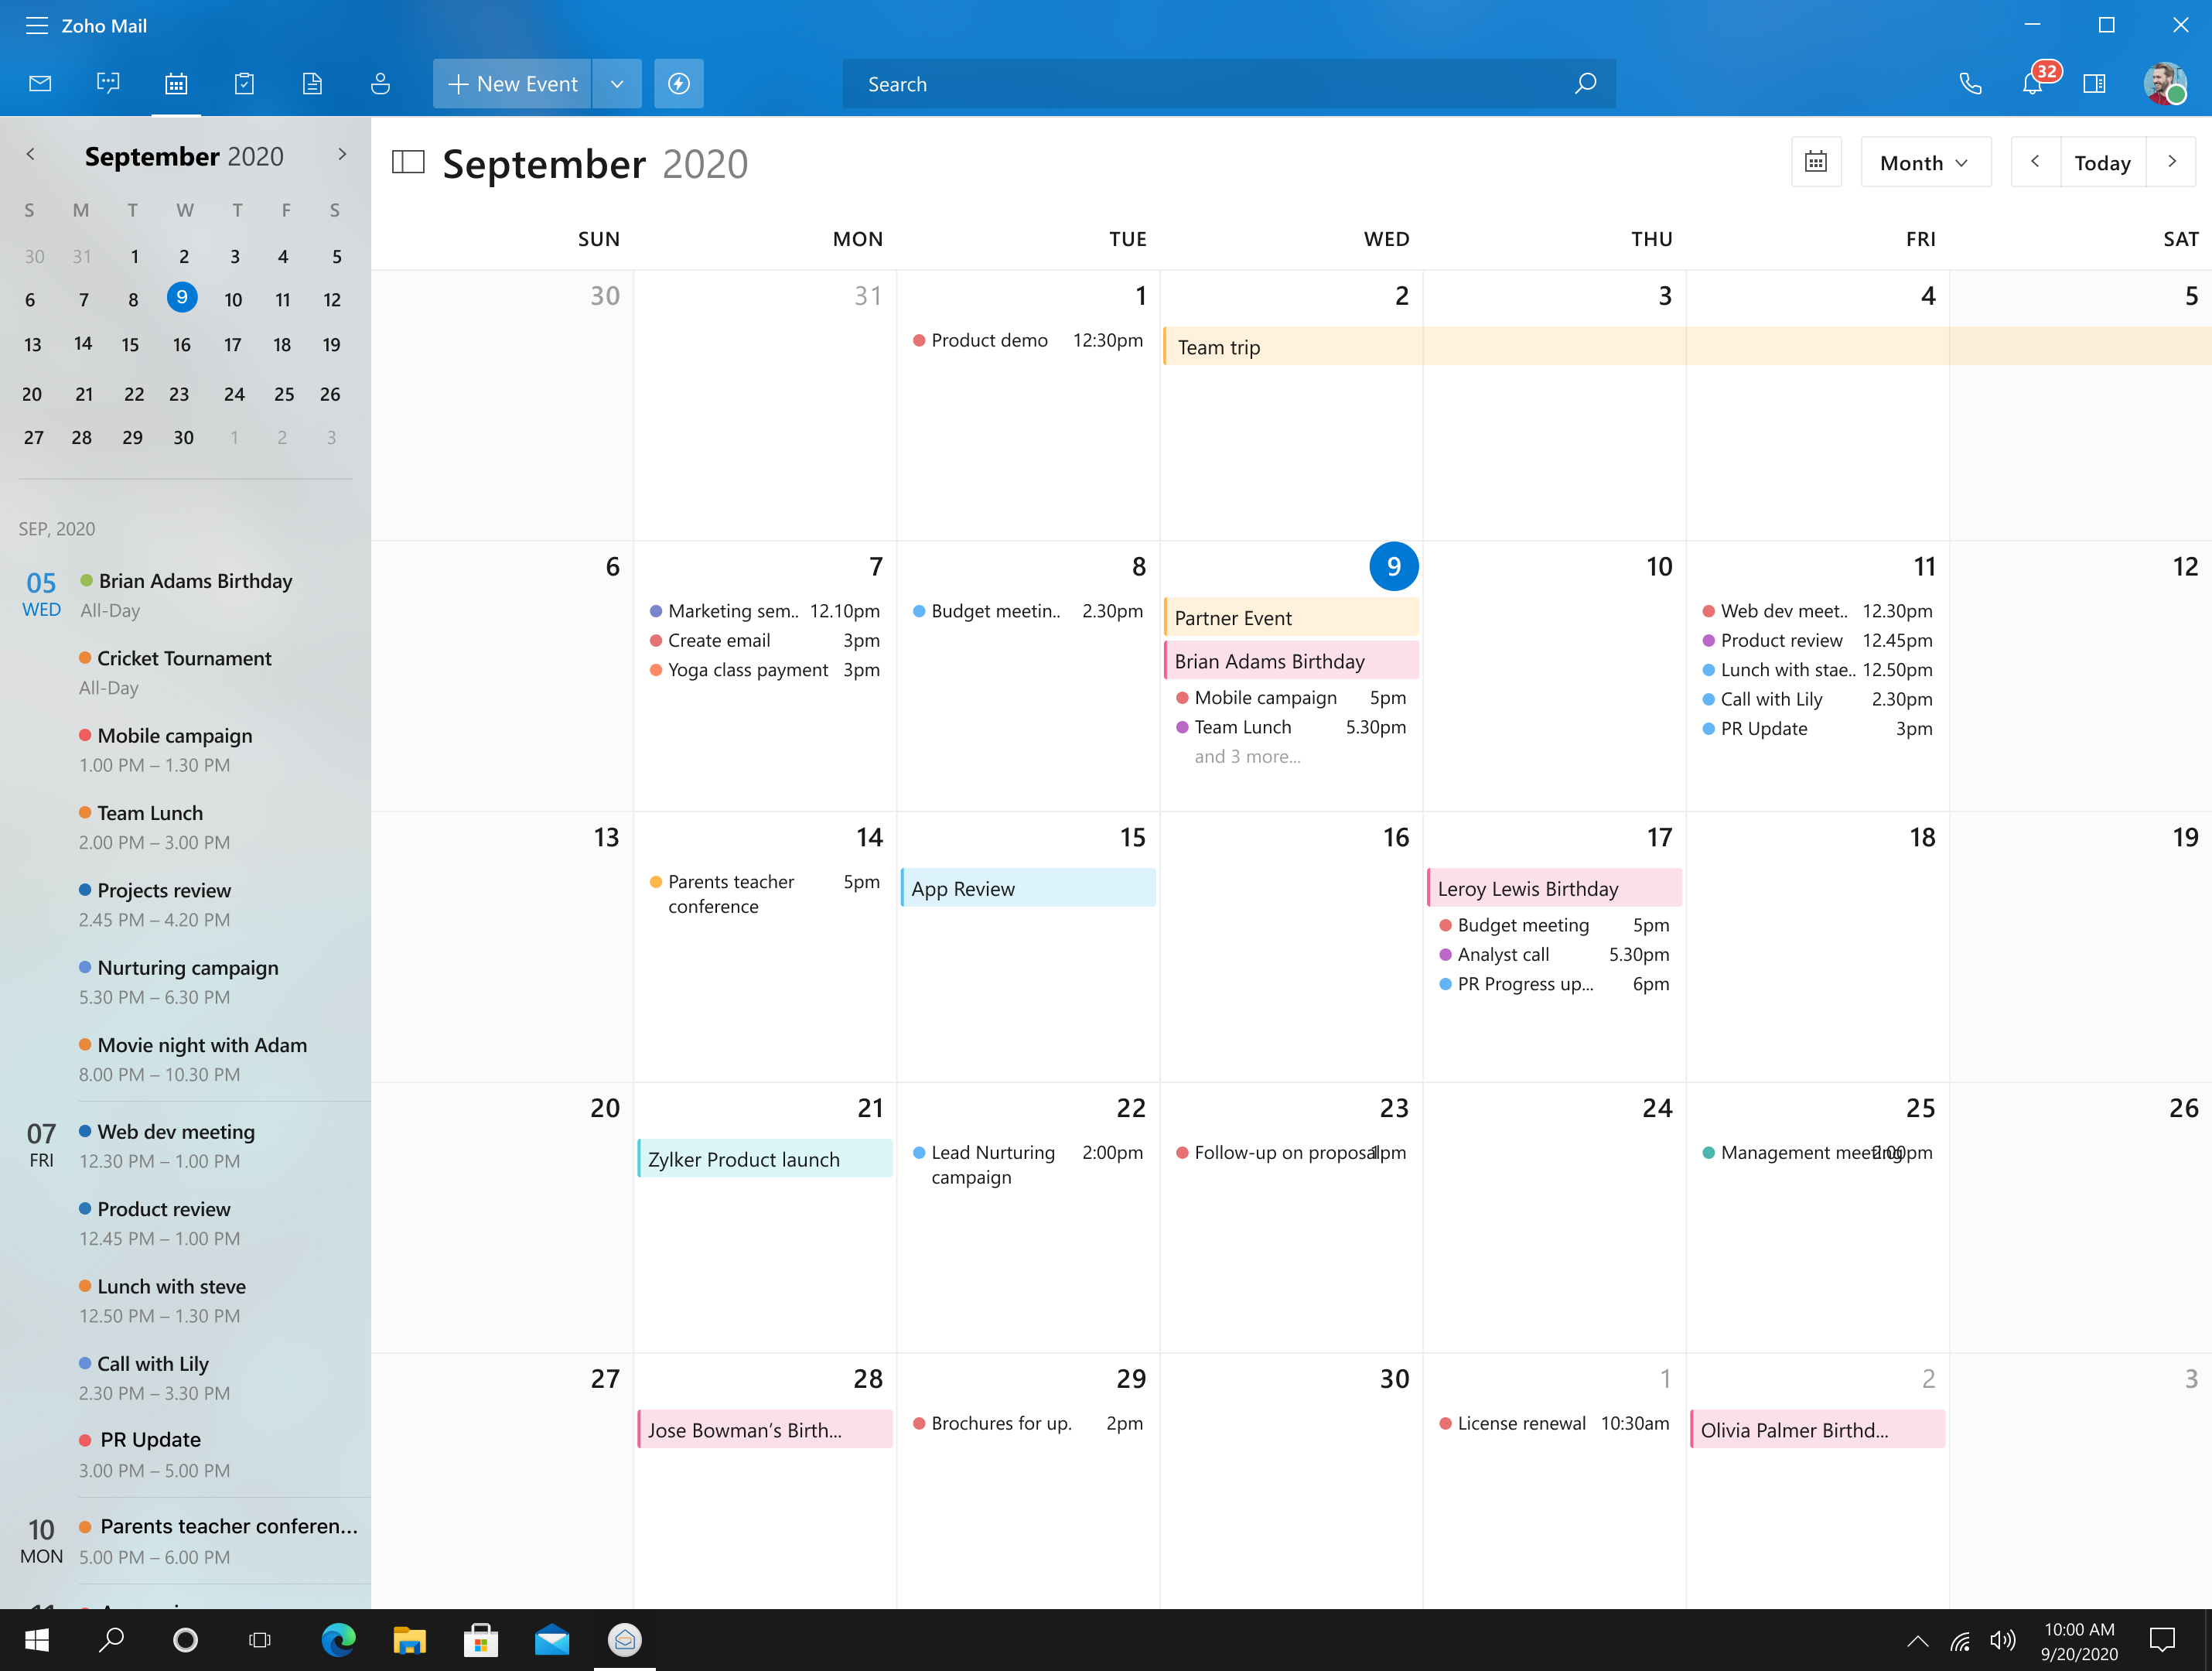 Zoho Mail
New Event
Search
32
September 2020
S M T W T F S
30 31 1 2 3 4 5
6 7 8 9 10 11 12
13 14 15 16 17 18 19
20 21 22 23 24 25 26
27 28 29 30 1 2 3
SEP, 2020
05 Brian Adams Birthday
WED All-Day
Cricket Tournament
All-Day
Mobile campaign
1.00 PM – 1.30 PM
Team Lunch
2.00 PM – 3.00 PM
Projects review
2.45 PM – 4.20 PM
Nurturing campaign
5.30 PM – 6.30 PM
Movie night with Adam
8.00 PM – 10.30 PM
07 Web dev meeting
FRI 12.30 PM – 1.00 PM
Product review
12.45 PM – 1.00 PM
Lunch with steve
12.50 PM – 1.30 PM
Call with Lily
2.30 PM – 3.30 PM
PR Update
3.00 PM – 5.00 PM
10 Parents teacher conferen...
MON 5.00 PM – 6.00 PM
September 2020
Month
Today
SUN MON TUE WED THU FRI SAT
30 31 1 2 3 4 5
Product demo 12:30pm
Team trip
6 7 8 9 10 11 12
Marketing sem.. 12.10pm
Create email 3pm
Yoga class payment 3pm
Budget meetin.. 2.30pm
Partner Event
Brian Adams Birthday
Mobile campaign 5pm
Team Lunch 5.30pm
and 3 more...
Web dev meet.. 12.30pm
Product review 12.45pm
Lunch with stae.. 12.50pm
Call with Lily 2.30pm
PR Update 3pm
13 14 15 16 17 18 19
Parents teacher 5pm
conference
App Review
Leroy Lewis Birthday
Budget meeting 5pm
Analyst call 5.30pm
PR Progress up... 6pm
20 21 22 23 24 25 26
Zylker Product launch
Lead Nurturing 2:00pm
campaign
Follow-up on proposal 1pm
Management meeting 2:00pm
27 28 29 30 1 2 3
Jose Bowman’s Birth...
Brochures for up. 2pm
License renewal 10:30am
Olivia Palmer Birthd...
10:00 AM
9/20/2020